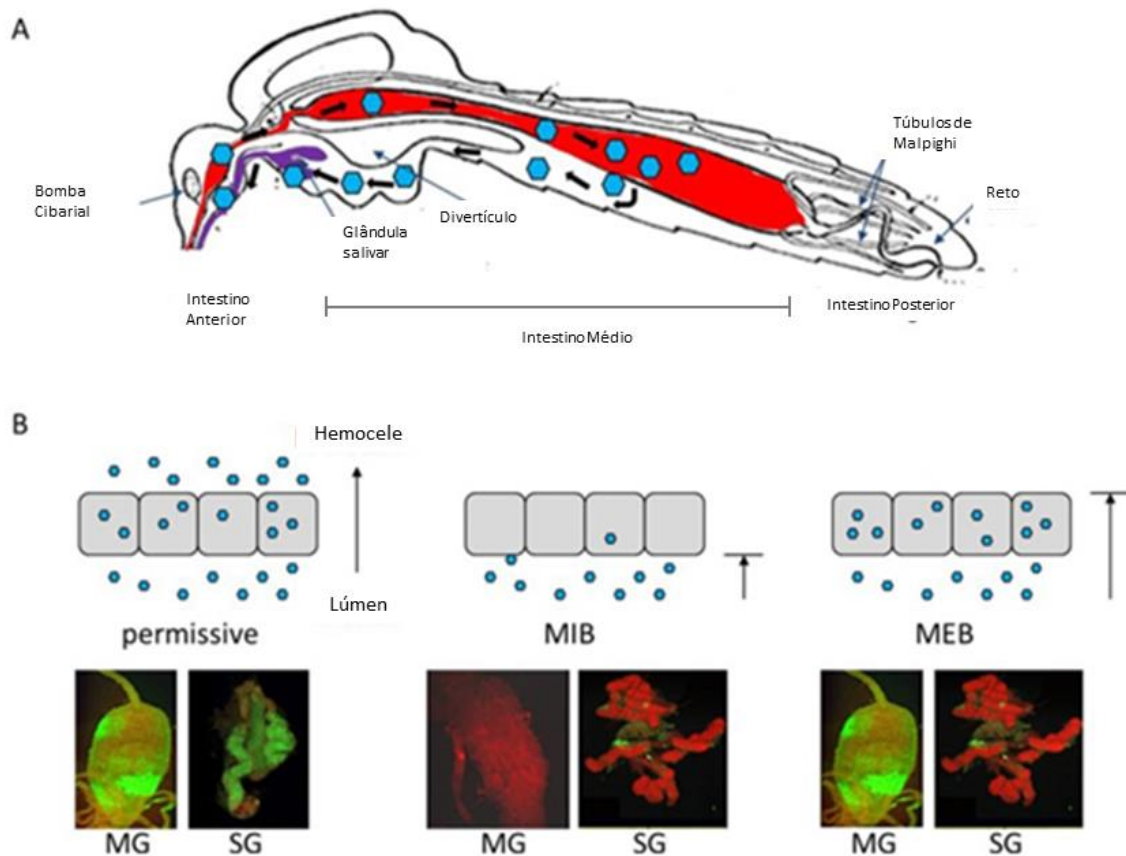 A
Bomba
Cibarial
Glândula
salivar
Divertículo
Túbulos de
Malpighi
Reto
Intestino
Anterior
Intestino Médio
Intestino Posterior
B
Hemocele
Lúmen
permissive
MIB
MEB
MG
SG
MG
SG
MG
SG